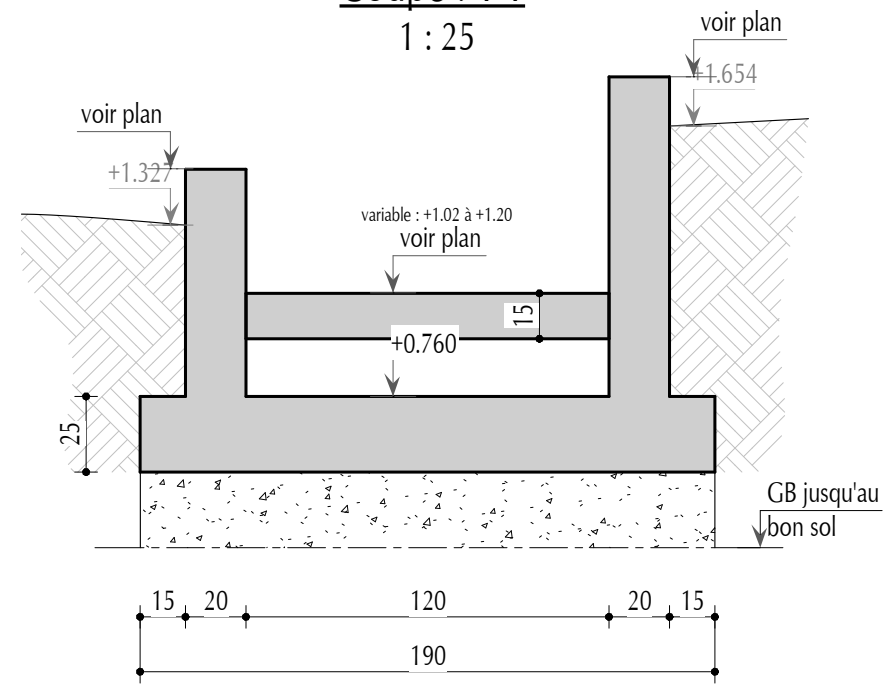 1 : 25
voir plan
+1.654
voir plan
+1.327
variable : +1.02 à +1.20
voir plan
15
+0.760
25
GB jusqu'au
bon sol
15 20 120 20 15
190